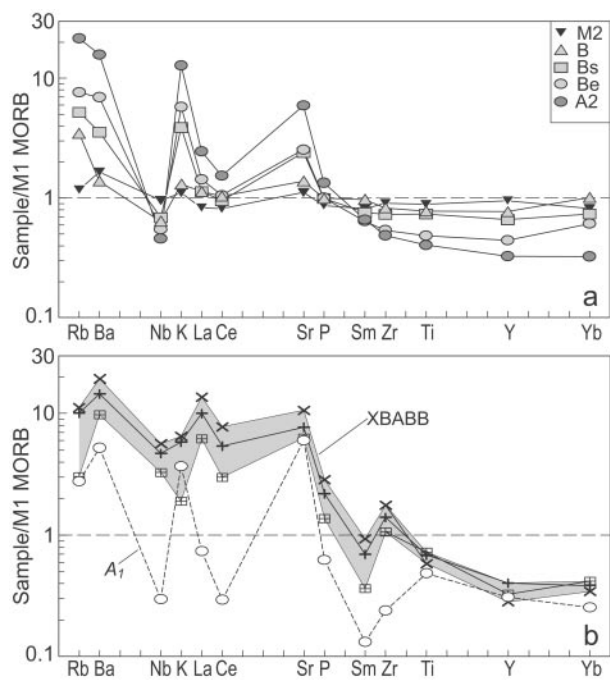 30
10
1
0.1
Sample/M1 MORB
M2
B
Bs
Be
A2
a
Rb Ba Nb K La Ce Sr P Sm Zr Ti Y Yb
30
10
1
0.1
Sample/M1 MORB
XBABB
A1
b
Rb Ba Nb K La Ce Sr P Sm Zr Ti Y Yb